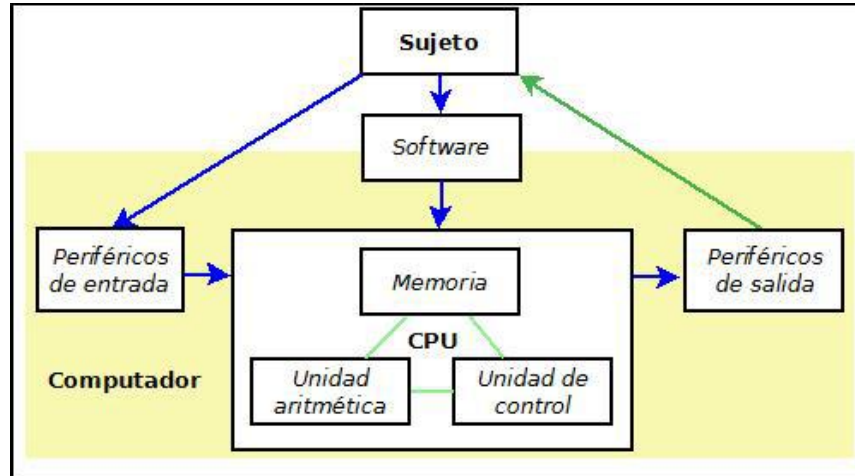 Sujeto
Software
Periféricos
de entrada
Memoria
Periféricos
de salida
CPU
Computador
Unidad
aritmética
Unidad de
control